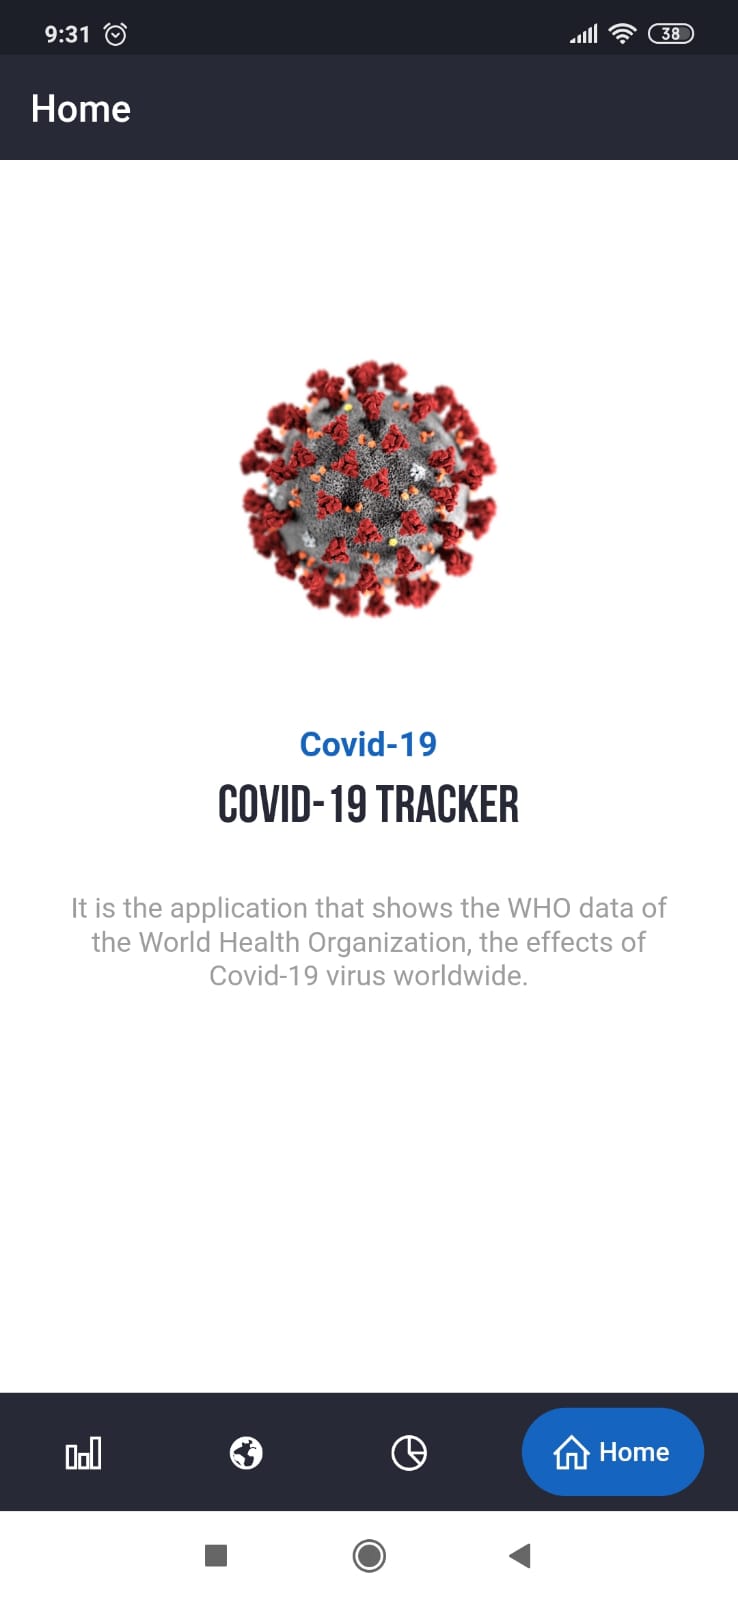 9:31
38
Home
Covid-19
COVID-19 TRACKER
It is the application that shows the WHO data of
the World Health Organization, the effects of
Covid-19 virus worldwide.
Home